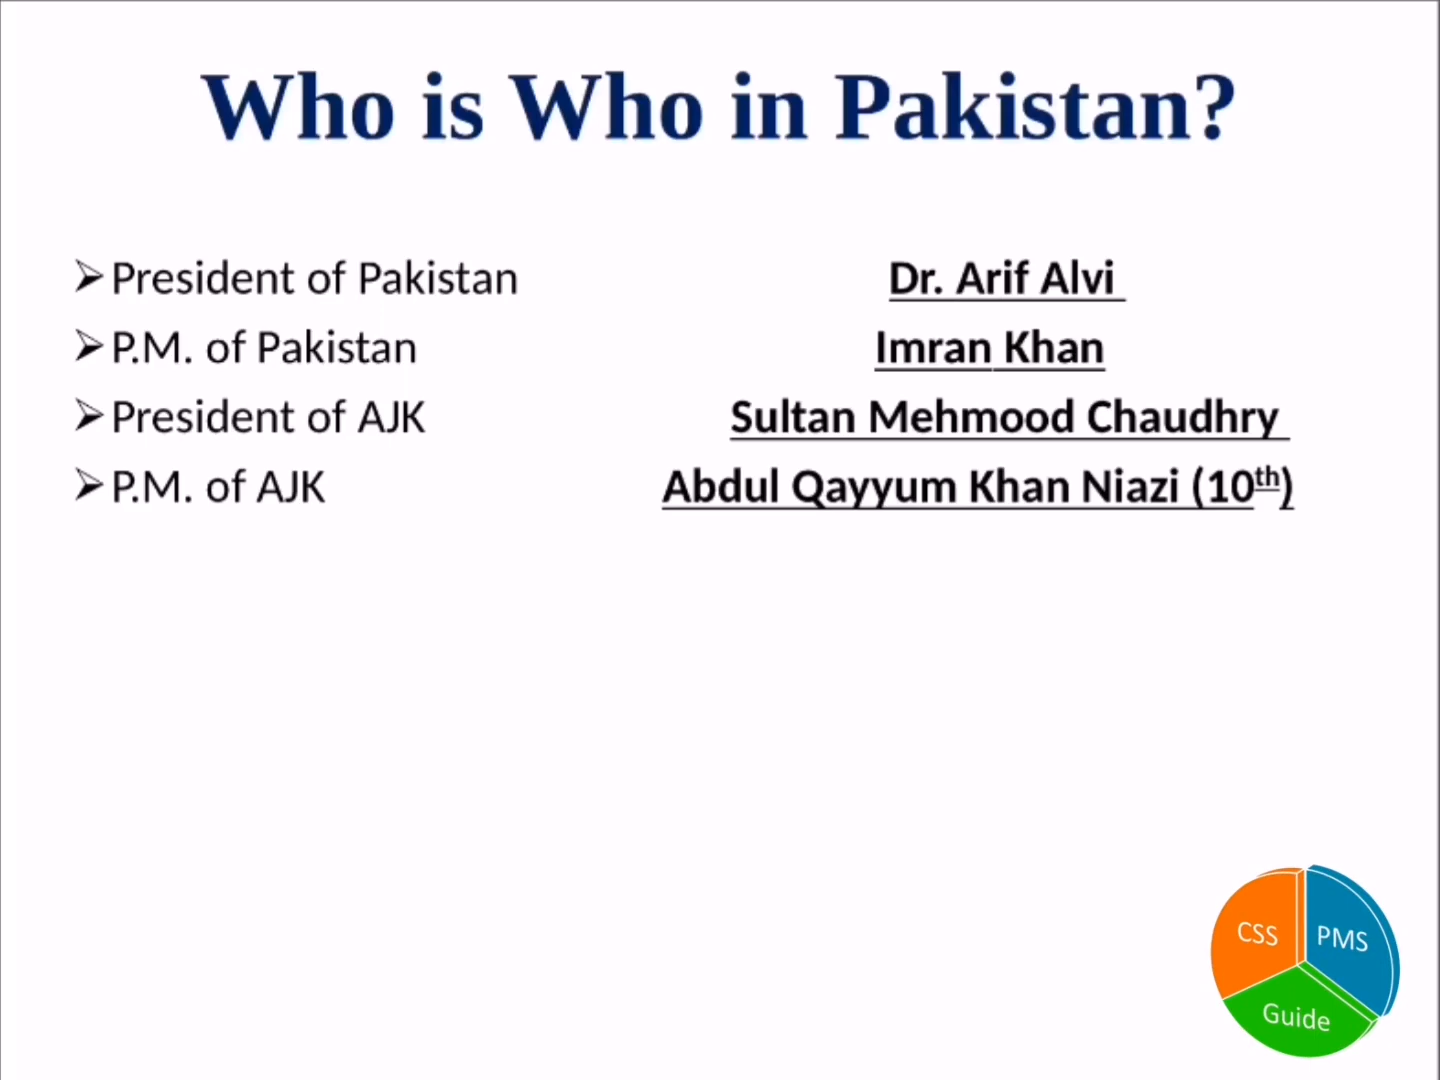 Who is Who in Pakistan?
➢President of Pakistan Dr. Arif Alvi
➢P.M. of Pakistan Imran Khan
➢President of AJK Sultan Mehmood Chaudhry
➢P.M. of AJK Abdul Qayyum Khan Niazi (10th)
CSS PMS
Guide